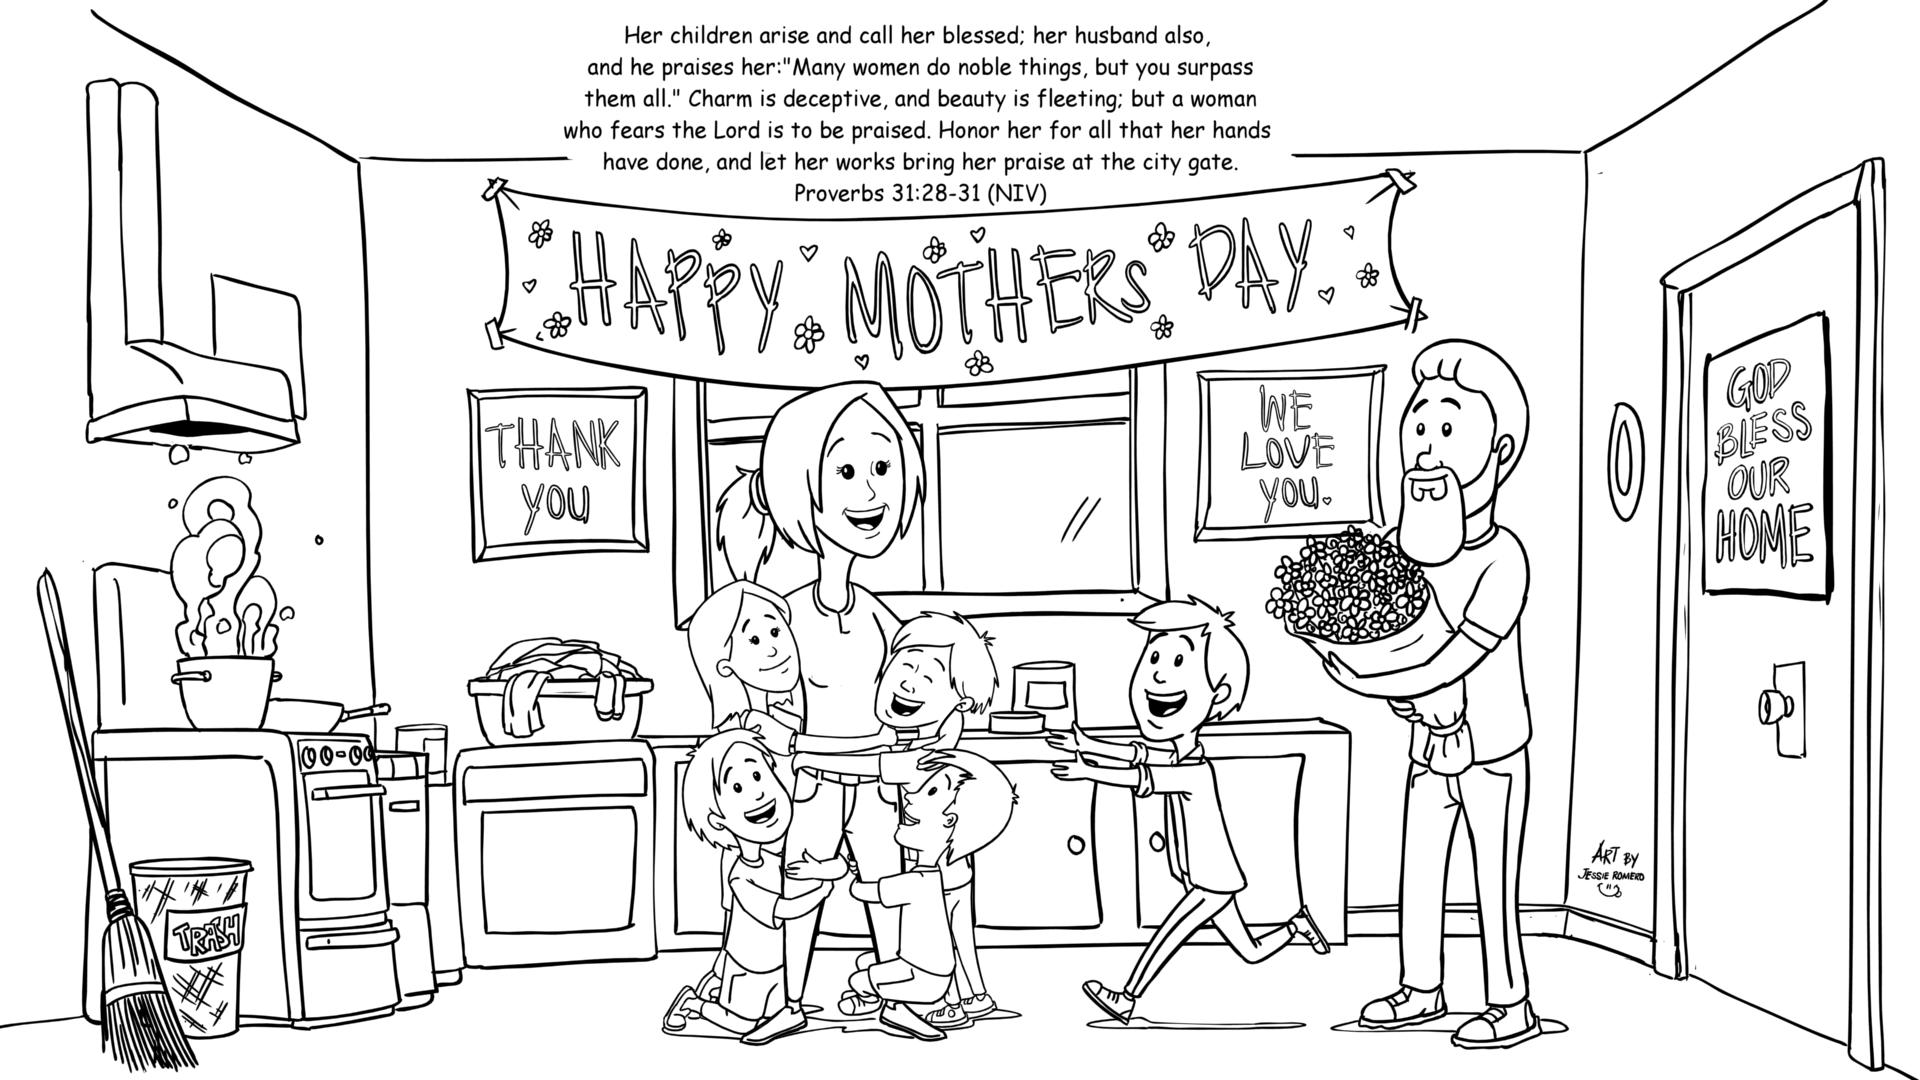 Her children arise and call her blessed; her husband also,
and he praises her:"Many women do noble things, but you surpass
them all." Charm is deceptive, and beauty is fleeting; but a woman
who fears the Lord is to be praised. Honor her for all that her hands
have done, and let her works bring her praise at the city gate.
Proverbs 31:28-31 (NIV)
HAPPY MOTHERS DAY
THANK
YOU
WE
LOVE
YOU.
GOD
BLESS
OUR
HOME
TRASH
ART BY
JESSIE ROMERO